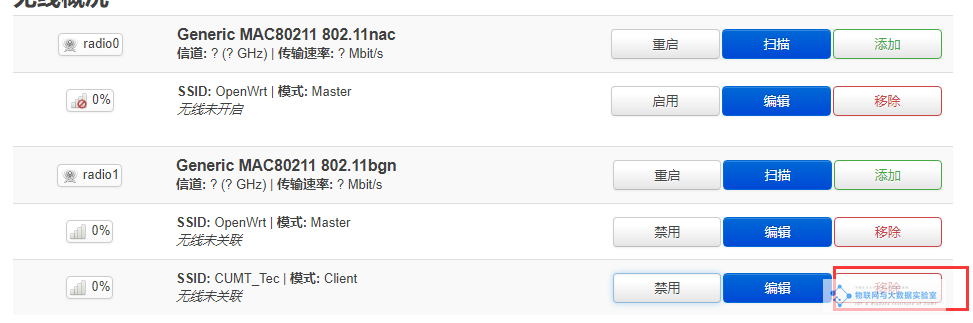 无线概况
radio0
Generic MAC80211 802.11nac
信道: ? (? GHz) | 传输速率: ? Mbit/s
重启 扫描 添加
0%
SSID: OpenWrt | 模式: Master
无线未开启
启用 编辑 移除
radio1
Generic MAC80211 802.11bgn
信道: ? (? GHz) | 传输速率: ? Mbit/s
重启 扫描 添加
0%
SSID: OpenWrt | 模式: Master
无线未关联
禁用 编辑 移除
0%
SSID: CUMT_Tec | 模式: Client
无线未关联
禁用 编辑 移除
物联网与大数据实验室